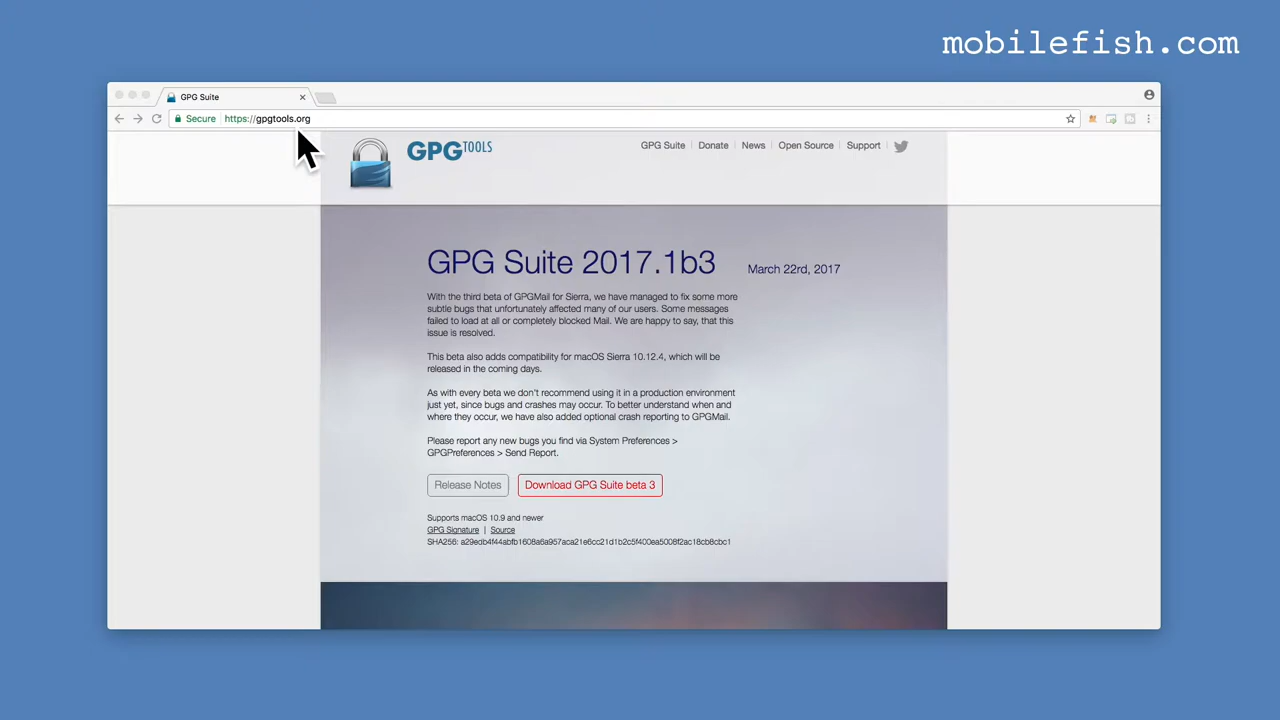 mobilefish.com
GPG Suite
Secure https://gpgtools.org
GPGTOOLS
GPG Suite Donate News Open Source Support
GPG Suite 2017.1b3 March 22rd, 2017
With the third beta of GPGMail for Sierra, we have managed to fix some more
subtle bugs that unfortunately affected many of our users. Some messages
failed to load at all or completely blocked Mail. We are happy to say, that this
issue is resolved.
This beta also adds compatibility for macOS Sierra 10.12.4, which will be
released in the coming days.
As with every beta we don't recommend using it in a production environment
just yet, since bugs and crashes may occur. To better understand when and
where they occur, we have also added optional crash reporting to GPGMail.
Please report any new bugs you find via System Preferences >
GPGPreferences > Send Report.
Release Notes Download GPG Suite beta 3
Supports macOS 10.9 and newer
GPG Signature | Source
SHA256: a29edb4f44abfb1608a6a957aca21e6cc21d1b2c5f400ea5008f2ac18cb8cbc1